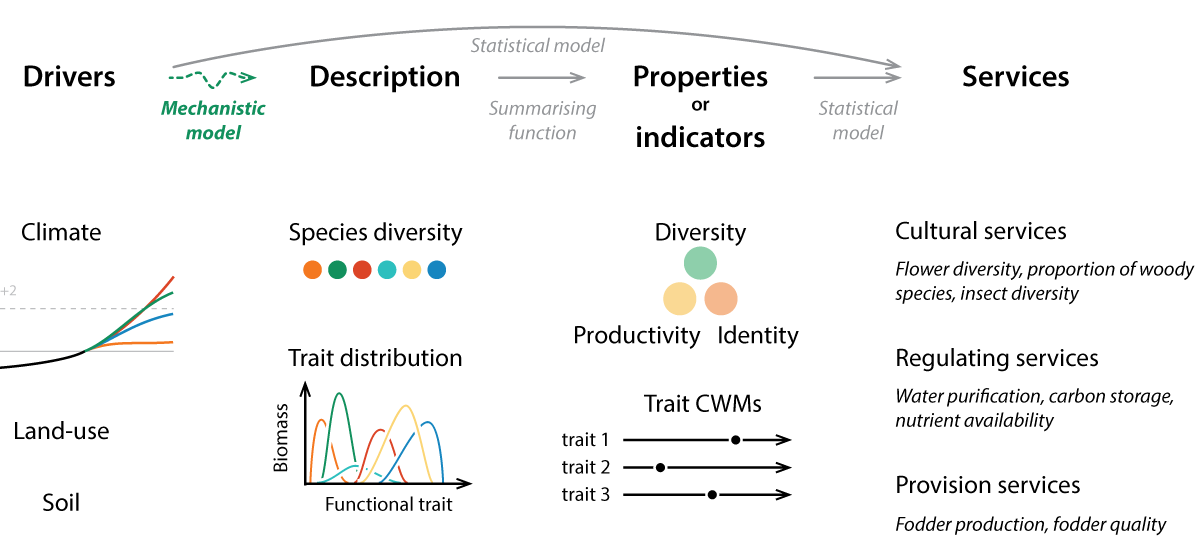 Statistical model
Drivers
Description
Properties
or
indicators
Services
Mechanistic
model
Summarising
function
Statistical
model
Climate
+2
Land-use
Soil
Species diversity
Trait distribution
Biomass
Functional trait
Diversity
Productivity
Identity
Trait CWMs
trait 1
trait 2
trait 3
Cultural services
Flower diversity, proportion of woody
species, insect diversity
Regulating services
Water purification, carbon storage,
nutrient availability
Provision services
Fodder production, fodder quality